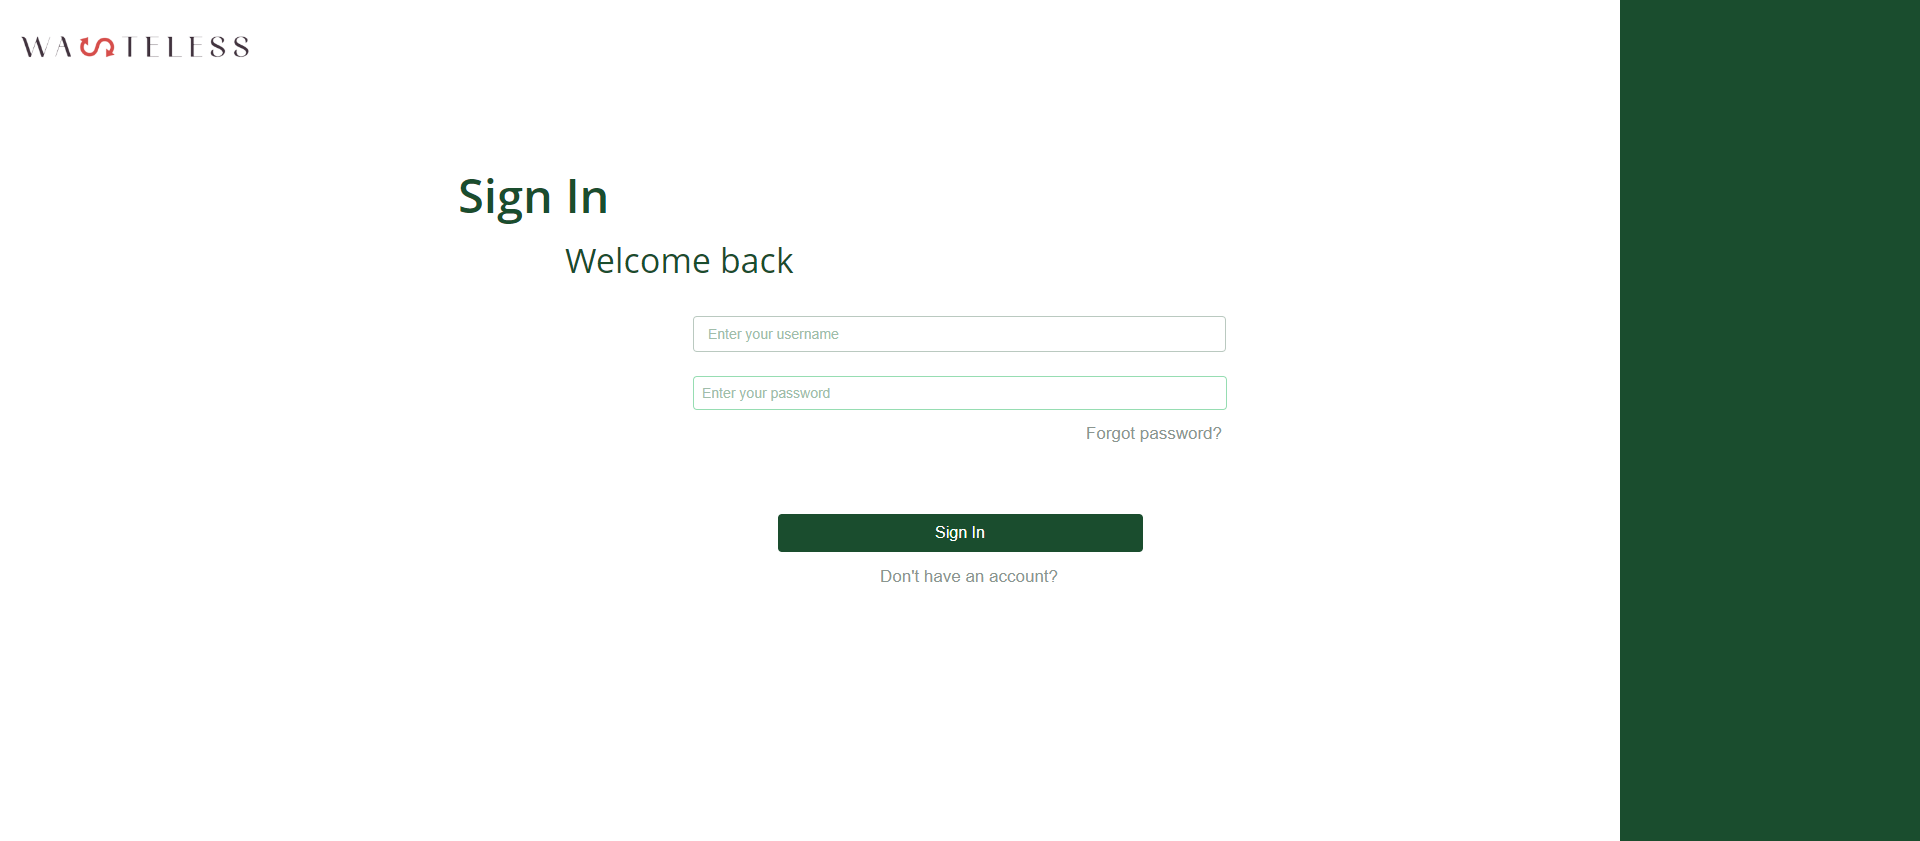 WASTELESS
Sign In
Welcome back
Enter your username
Enter your password
Forgot password?
Sign In
Don't have an account?